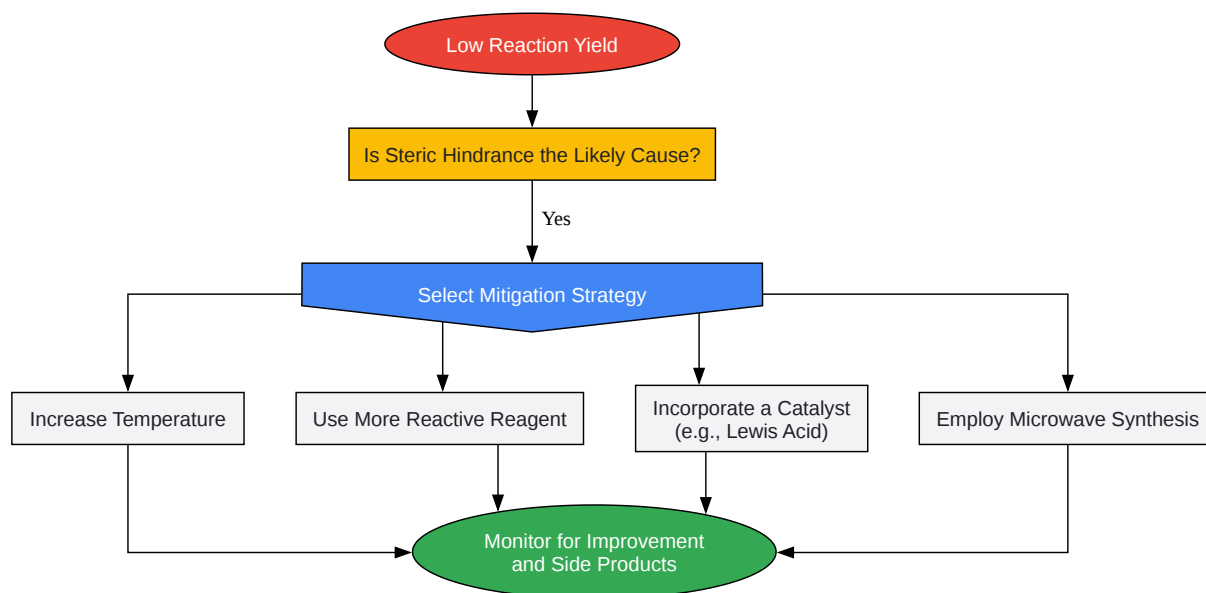 Low Reaction Yield
Is Steric Hindrance the Likely Cause?
Yes
Select Mitigation Strategy
Increase Temperature
Use More Reactive Reagent
Incorporate a Catalyst
(e.g., Lewis Acid)
Employ Microwave Synthesis
Monitor for Improvement
and Side Products